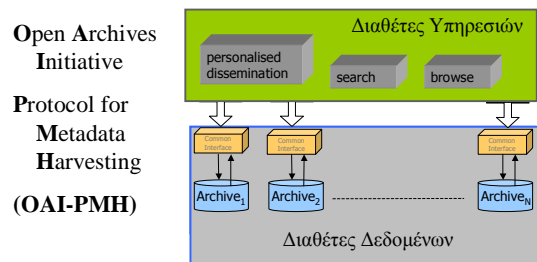 Open Archives
Initiative
Protocol for
Metadata
Harvesting
(OAI-PMH)
Διαθέτες Υπηρεσιών
personalised
dissemination
search
browse
Common
Interface
Common
Interface
Common
Interface
Archive1
Archive2
ArchiveN
Διαθέτες Δεδομένων